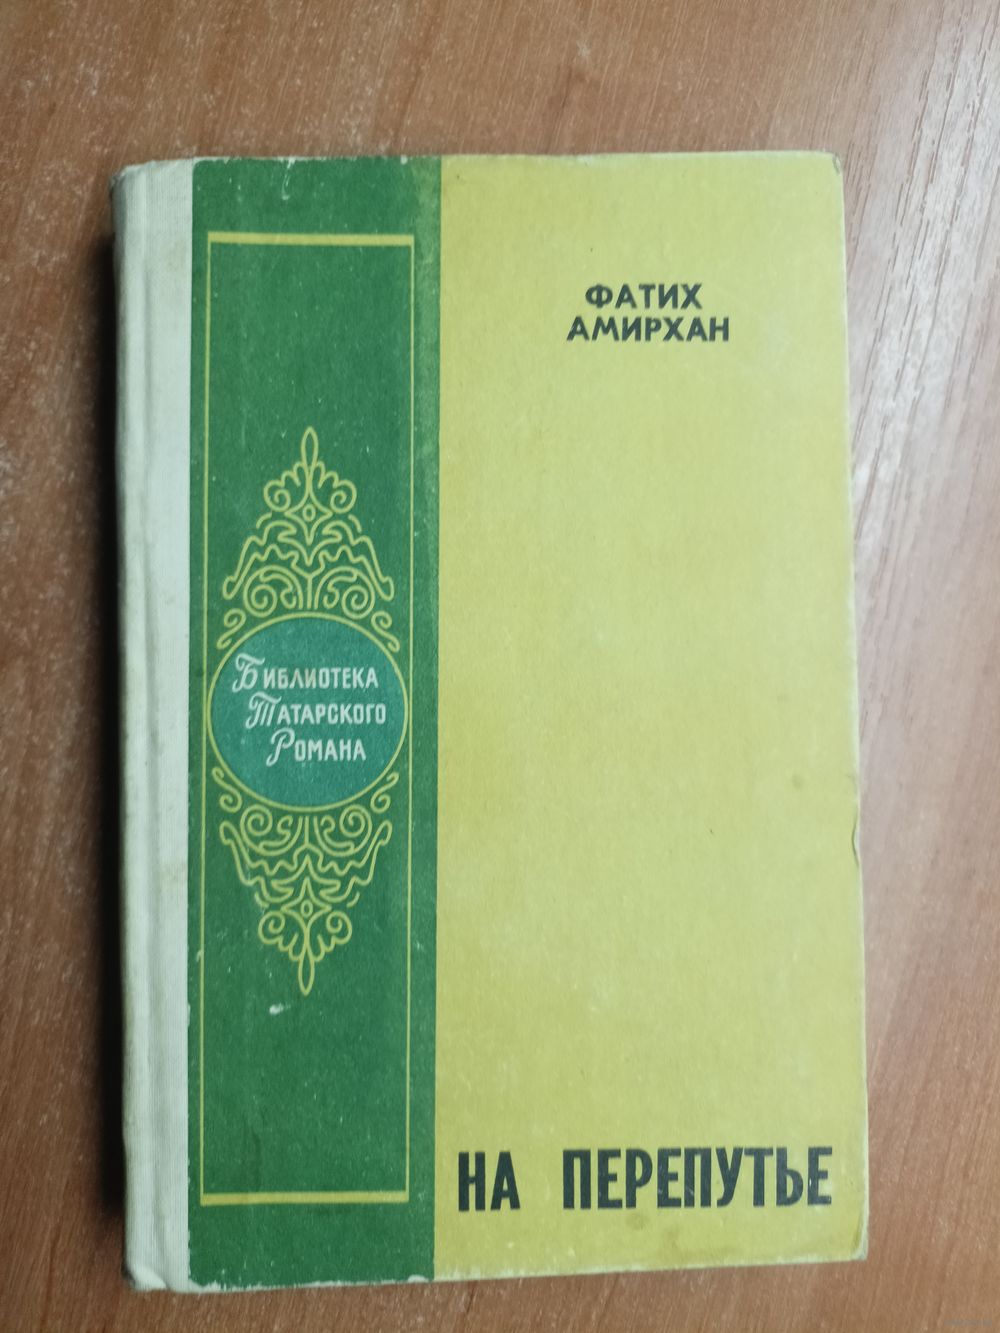 ФАТИХ
АМИРХАН
БИБЛИОТЕКА
ТАТАРСКОГО
РОМАНА
НА ПЕРЕПУТЬЕ